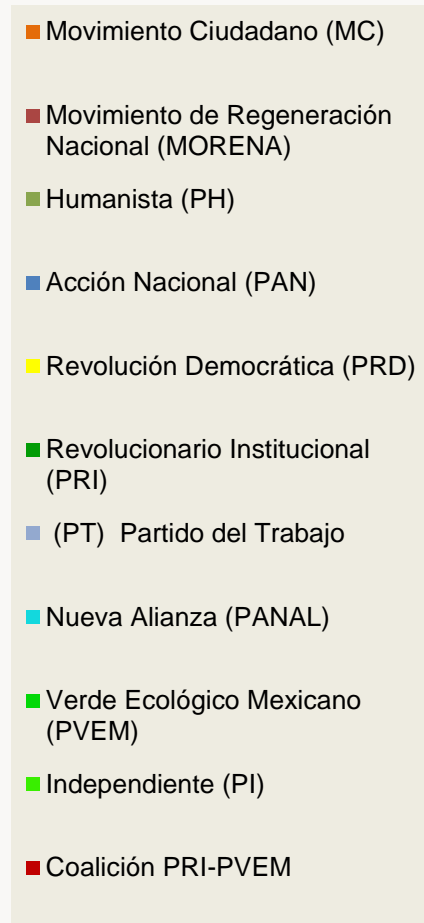 Movimiento Ciudadano (MC)
Movimiento de Regeneración
Nacional (MORENA)
Humanista (PH)
Acción Nacional (PAN)
Revolución Democrática (PRD)
Revolucionario Institucional
(PRI)
(PT) Partido del Trabajo
Nueva Alianza (PANAL)
Verde Ecológico Mexicano
(PVEM)
Independiente (PI)
Coalición PRI-PVEM